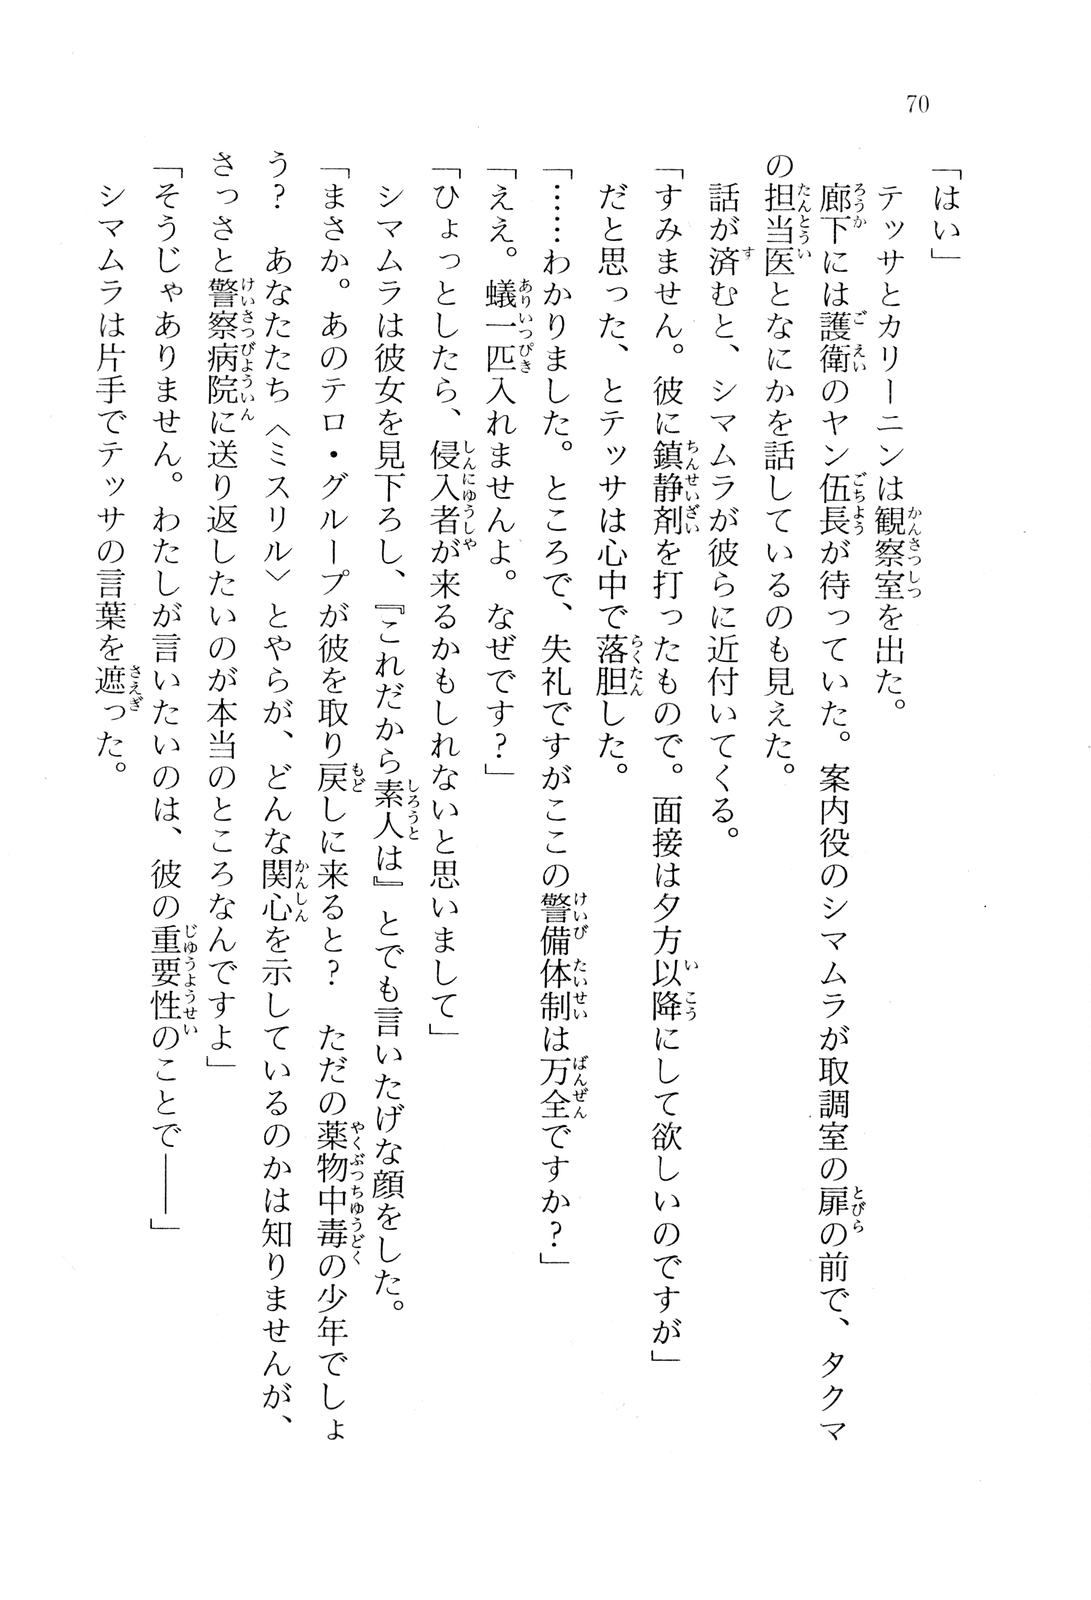 70
「はい」
　テッサとカリーニンは観察室を出た。
　廊下には護衛のヤン伍長が待っていた。案内役のシマムラが取調室の扉の前で、タクマ
の担当医となにかを話しているのも見えた。
　話が済むと、シマムラが彼らに近付いてくる。
「すみません。彼に鎮静剤を打ったもので。面接は夕方以降にして欲しいのですが」
　だと思った、とテッサは心中で落胆した。
「……わかりました。ところで、失礼ですがここの警備体制は万全ですか？」
「ええ。蟻一匹入れませんよ。なぜです？」
「ひょっとしたら、侵入者が来るかもしれないと思いまして」
　シマムラは彼女を見下ろし、『これだから素人は』とでも言いたげな顔をした。
「まさか。あのテロ・グループが彼を取り戻しに来ると？　ただの薬物中毒の少年でしょ
う？　あなたたち〈ミスリル〉とやらが、どんな関心を示しているのかは知りませんが、
さっさと警察病院に送り返したいのが本当のところなんですよ」
「そうじゃありません。わたしが言いたいのは、彼の重要性のことで――」
　シマムラは片手でテッサの言葉を遮った。